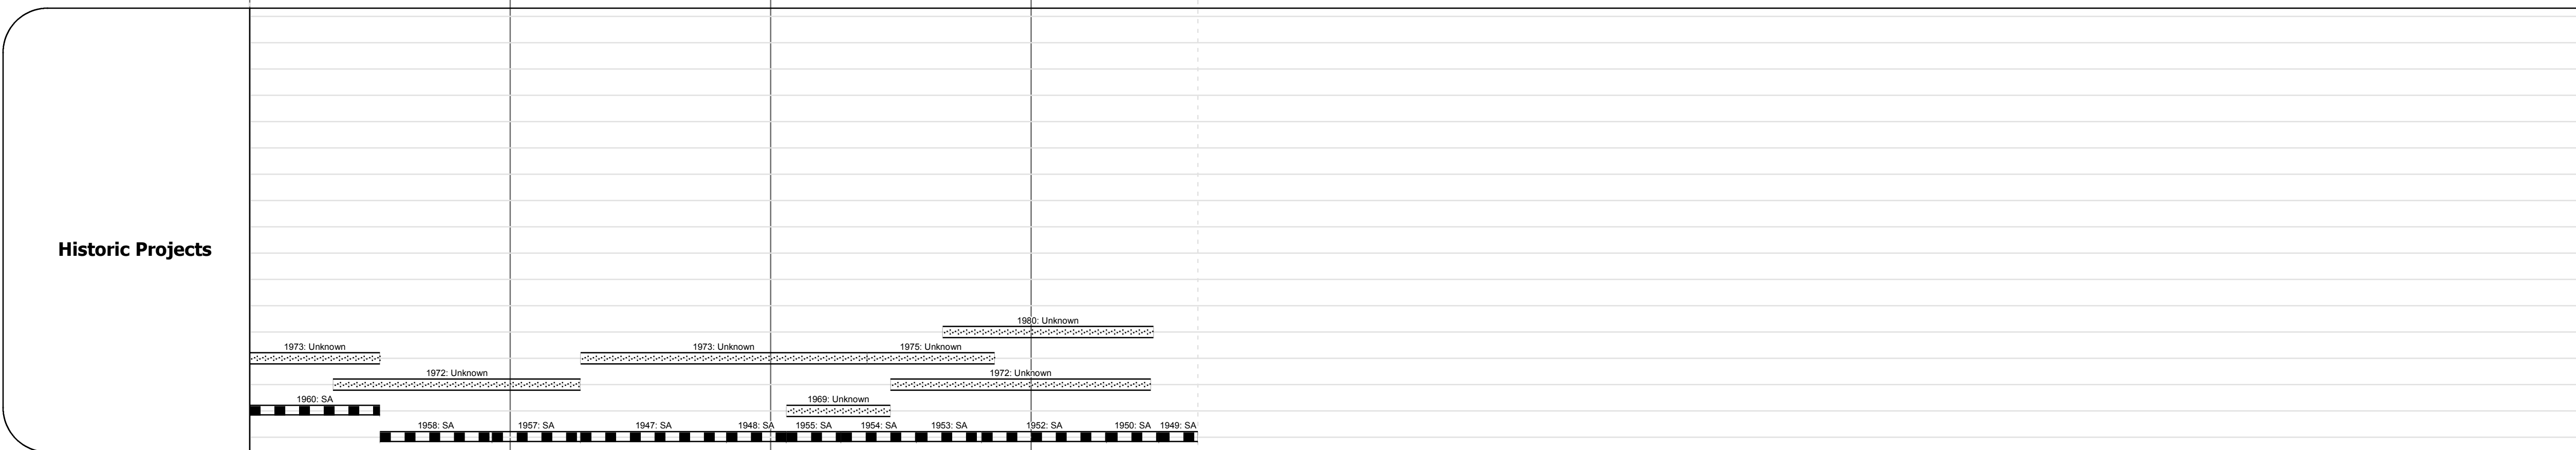 Historic Projects
1980: Unknown
1973: Unknown
1973: Unknown
1975: Unknown
1972: Unknown
1972: Unknown
1960: SA
1969: Unknown
1958: SA
1957: SA
1947: SA
1948: SA
1955: SA
1954: SA
1953: SA
1952: SA
1950: SA
1949: SA